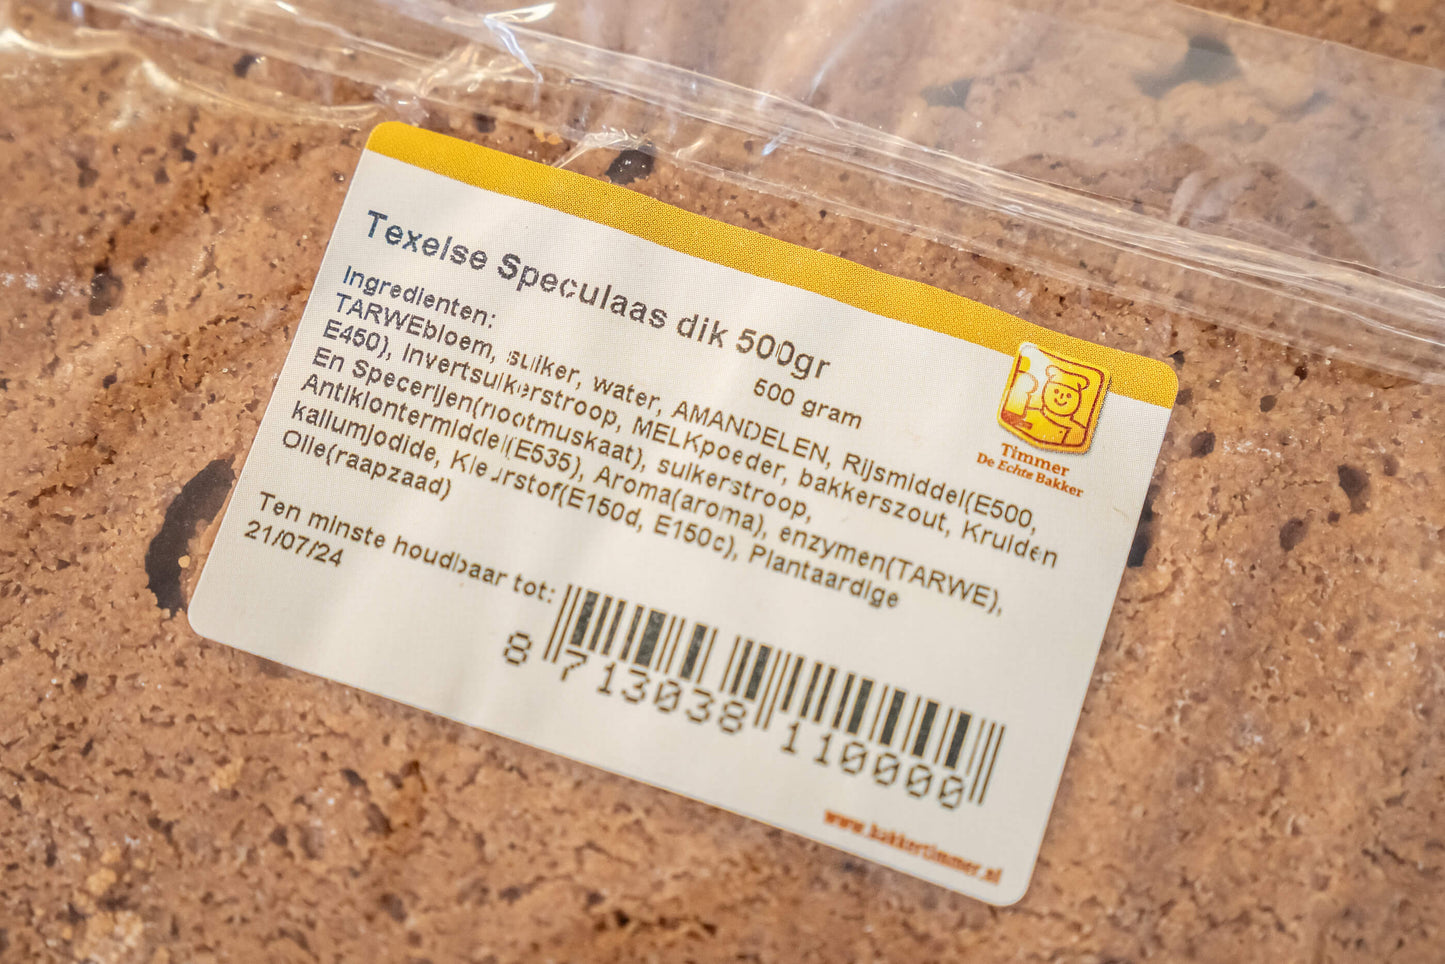 Texelse Speculaas dik 500gr
500 gram
Ingredienten:
TARWEbloem, suiker, water, AMANDELEN, Rijsmiddel(E500,
E450), Invertsuikerstroop, MELKpoeder, bakkerszout, Kruiden
En Specerijen(nootmuskaat), suikerstroop,
Antiklontermiddel(E535), Aroma(aroma), enzymen(TARWE),
kaliumjodide, Kleurstof(E150d, E150c), Plantaardige
Olie(raapzaad)
Ten minste houdbaar tot:
21/07/24
8 713038 110000
Timmer
De Echte Bakker
www.bakkertimmer.nl